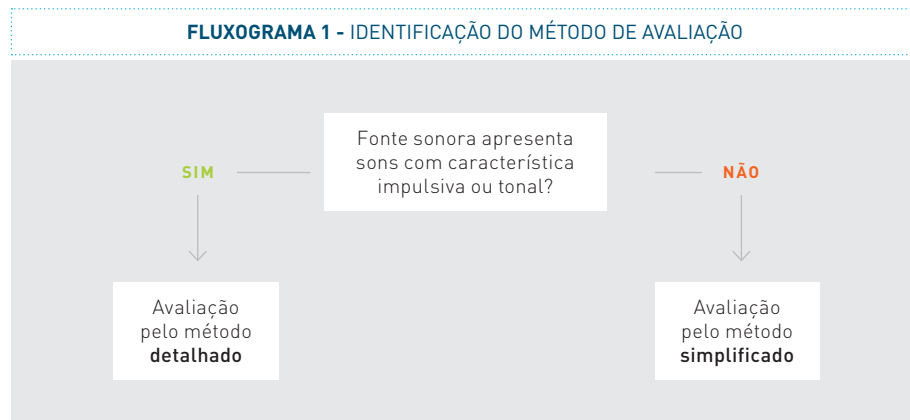 FLUXOGRAMA 1 - IDENTIFICAÇÃO DO MÉTODO DE AVALIAÇÃO
Fonte sonora apresenta
sons com característica
impulsiva ou tonal?
SIM
NÃO
Avaliação
pelo método
detalhado
Avaliação
pelo método
simplificado